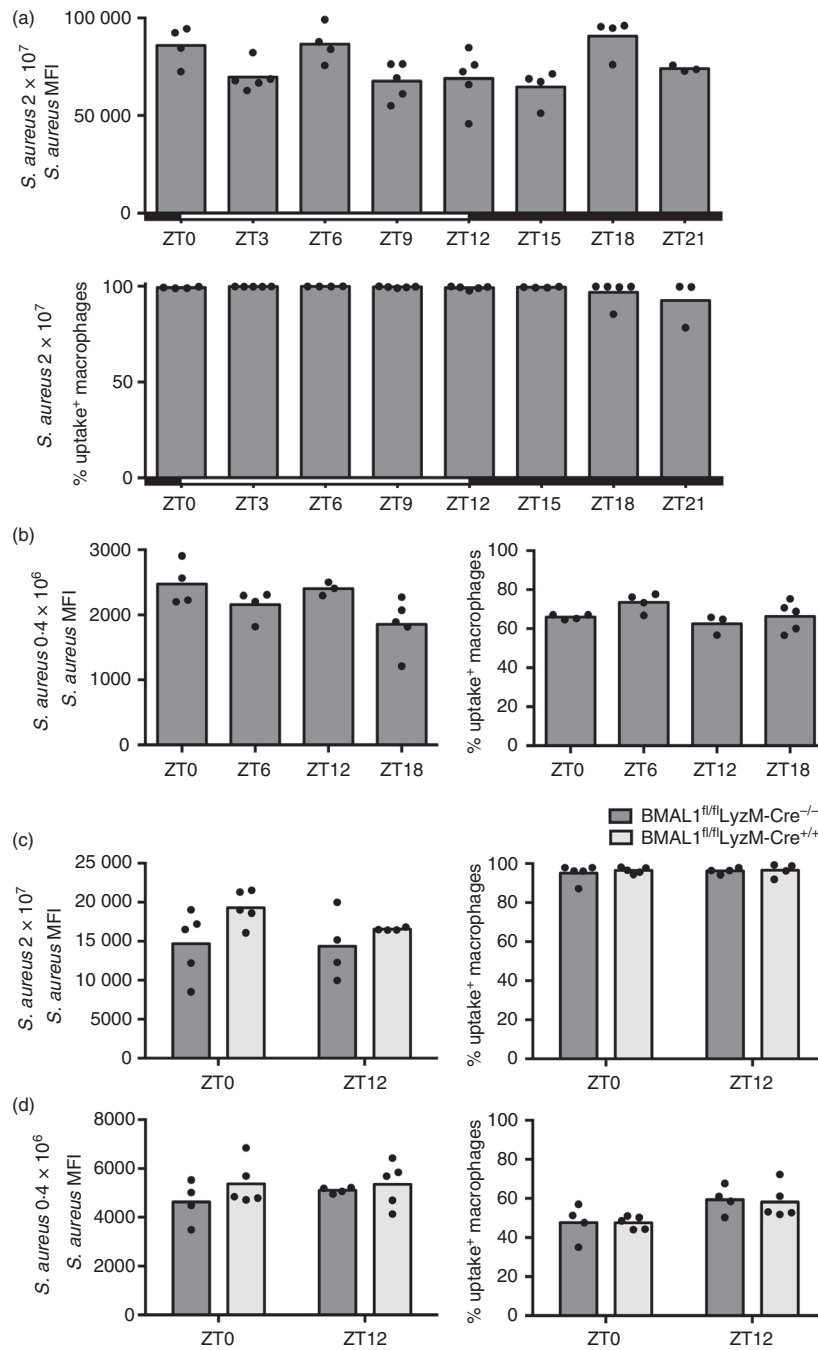 (a)
S. aureus 2 × 10⁷
S. aureus MFI
100 000
50 000
0
ZT0 ZT3 ZT6 ZT9 ZT12 ZT15 ZT18 ZT21
S. aureus 2 × 10⁷
% uptake⁺ macrophages
100
50
0
ZT0 ZT3 ZT6 ZT9 ZT12 ZT15 ZT18 ZT21
(b)
S. aureus 0·4 × 10⁶
S. aureus MFI
3000
2000
1000
0
ZT0 ZT6 ZT12 ZT18
% uptake⁺ macrophages
100
80
60
40
20
0
ZT0 ZT6 ZT12 ZT18
BMAL1fl/flLyzM-Cre−/−
BMAL1fl/flLyzM-Cre+/+
(c)
S. aureus 2 × 10⁷
S. aureus MFI
25 000
20 000
15 000
10 000
5000
0
ZT0 ZT12
% uptake⁺ macrophages
100
80
60
40
20
0
ZT0 ZT12
(d)
S. aureus 0·4 × 10⁶
S. aureus MFI
8000
6000
4000
2000
0
ZT0 ZT12
% uptake⁺ macrophages
100
80
60
40
20
0
ZT0 ZT12